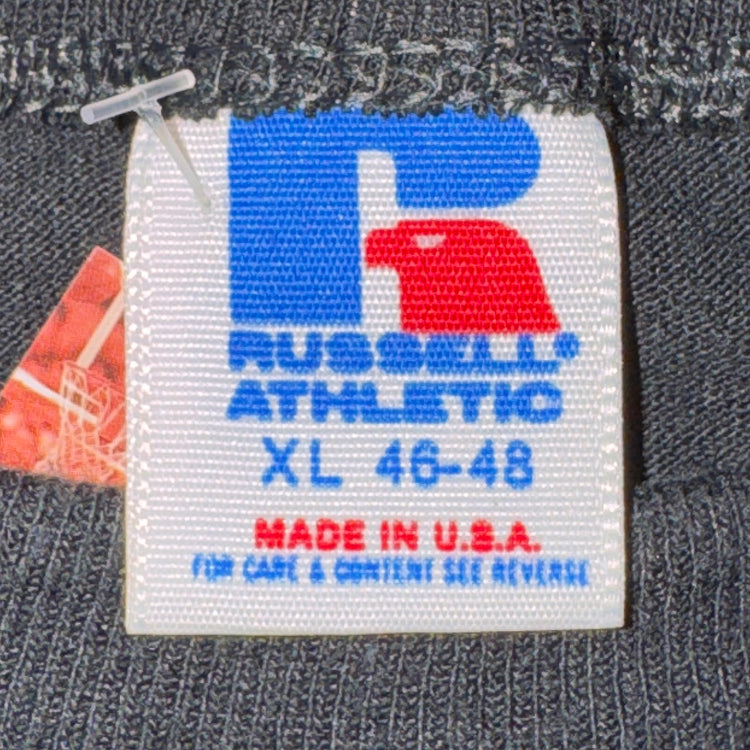 R
RUSSELL®
ATHLETIC
XL 46-48
MADE IN U.S.A.
FOR CARE & CONTENT SEE REVERSE